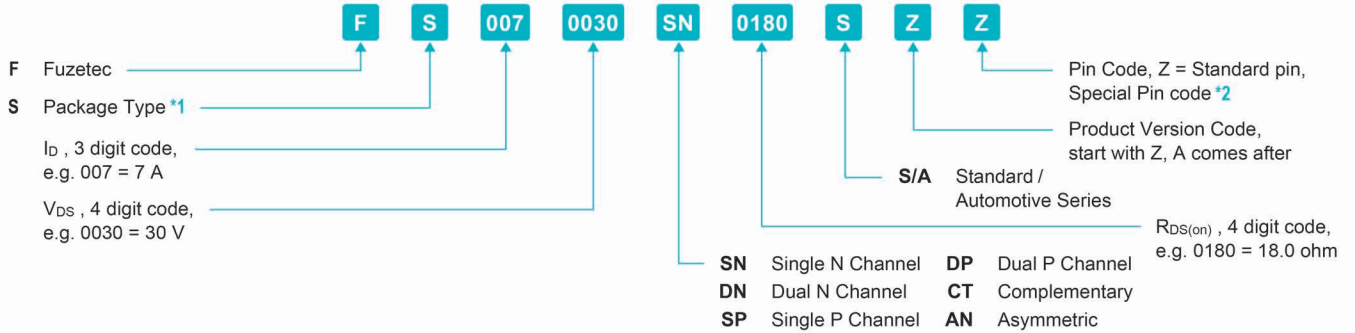 F S 007 0030 SN 0180 S Z Z
F Fuzetec
S Package Type *1
ID , 3 digit code,
e.g. 007 = 7 A
VDS , 4 digit code,
e.g. 0030 = 30 V
Pin Code, Z = Standard pin,
Special Pin code *2
Product Version Code,
start with Z, A comes after
S/A Standard /
Automotive Series
RDS(on) , 4 digit code,
e.g. 0180 = 18.0 ohm
SN Single N Channel DP Dual P Channel
DN Dual N Channel CT Complementary
SP Single P Channel AN Asymmetric